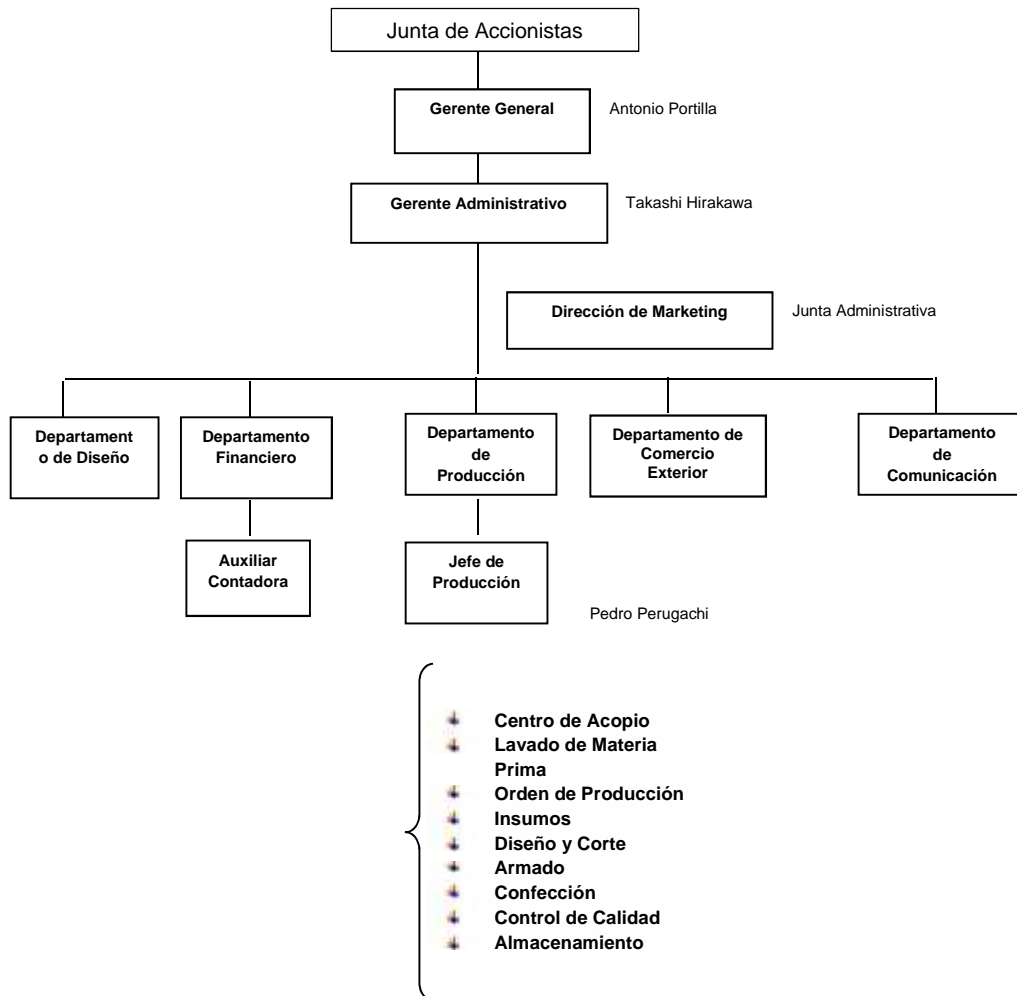 Junta de Accionistas
Gerente General
Antonio Portilla
Gerente Administrativo
Takashi Hirakawa
Dirección de Marketing
Junta Administrativa
Departament
o de Diseño
Departamento
Financiero
Departamento
de
Producción
Departamento de
Comercio
Exterior
Departamento
de
Comunicación
Auxiliar
Contadora
Jefe de
Producción
Pedro Perugachi
Centro de Acopio
Lavado de Materia
Prima
Orden de Producción
Insumos
Diseño y Corte
Armado
Confección
Control de Calidad
Almacenamiento